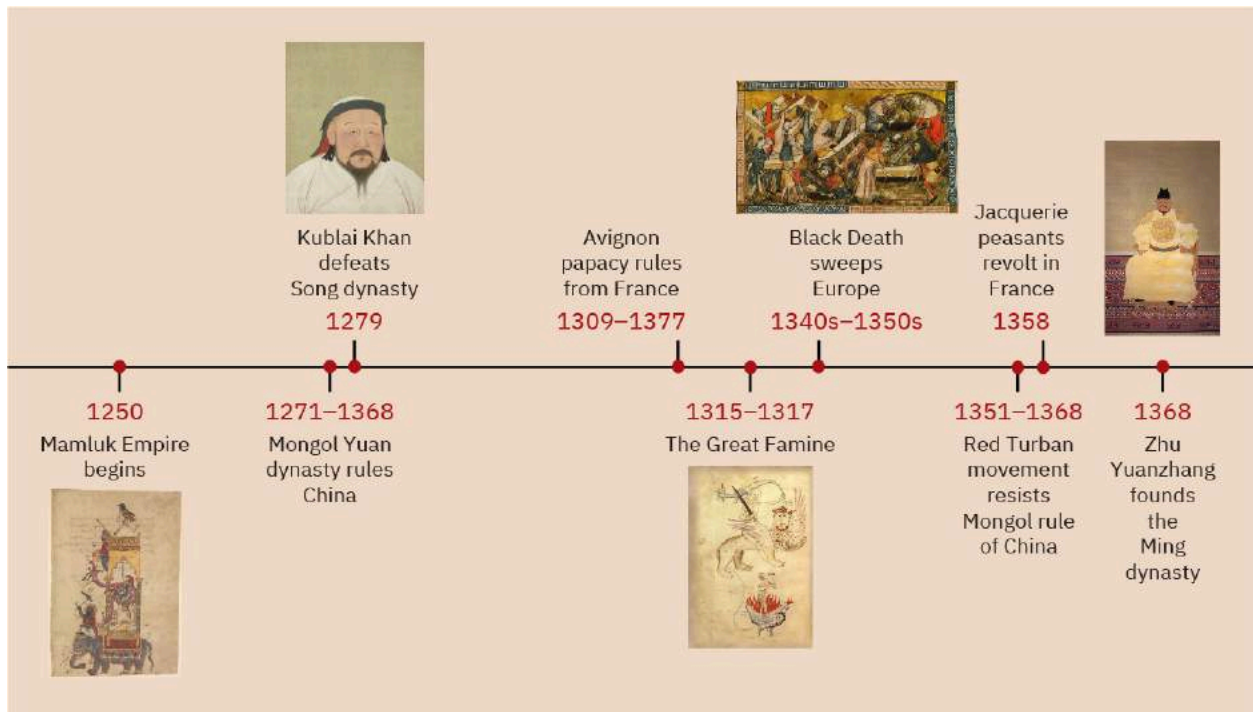 Kublai Khan
defeats
Song dynasty
1279
Avignon
papacy rules
from France
1309–1377
Black Death
sweeps
Europe
1340s–1350s
Jacquerie
peasants
revolt in
France
1358
1250
Mamluk Empire
begins
1271–1368
Mongol Yuan
dynasty rules
China
1315–1317
The Great Famine
1351–1368
Red Turban
movement
resists
Mongol rule
of China
1368
Zhu
Yuanzhang
founds
the
Ming
dynasty